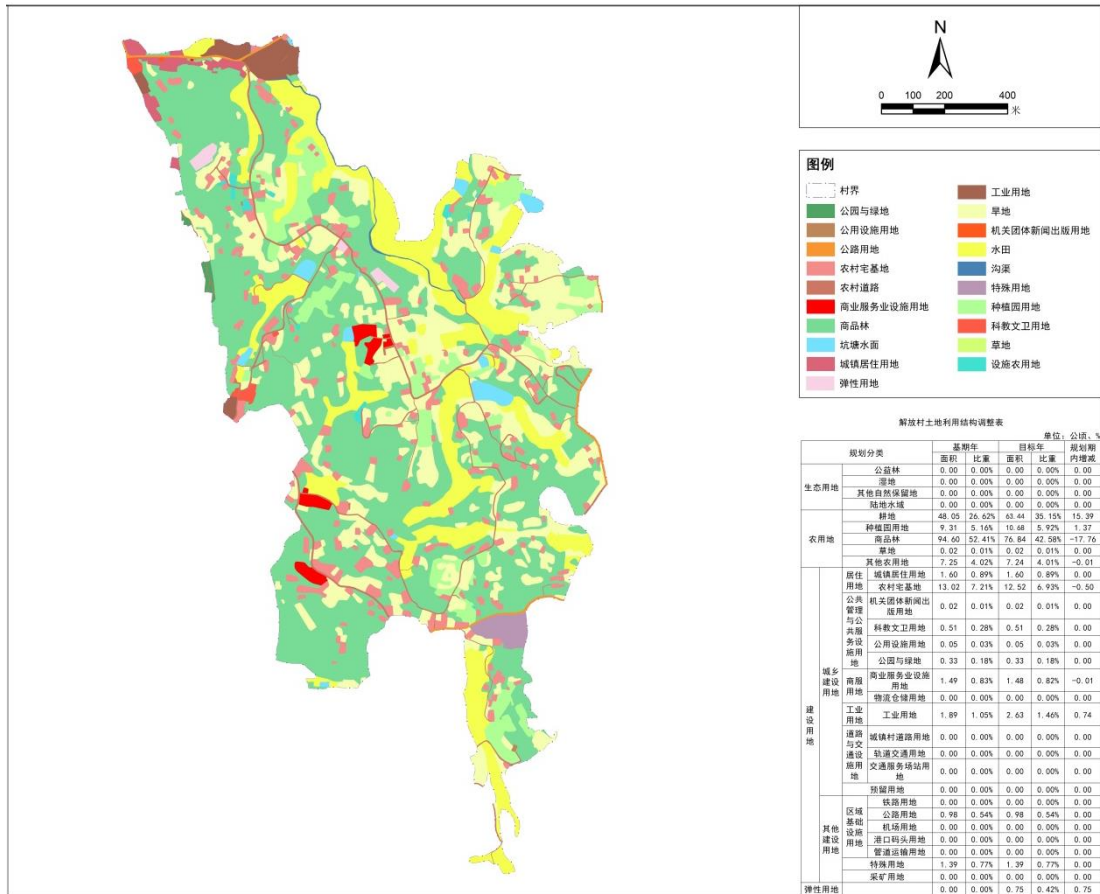 N
0 100 200 400
米
图例
村界
公园与绿地
公用设施用地
公路用地
农村宅基地
农村道路
商业服务业设施用地
商品林
坑塘水面
城镇居住用地
弹性用地
工业用地
旱地
机关团体新闻出版用地
水田
沟渠
特殊用地
种植园用地
科教文卫用地
草地
设施农用地
解放村土地利用结构调整表
单位：公顷、%
规划分类 基期年 目标年 规划期内增减
面积 比重 面积 比重
生态用地
公益林 0.00 0.00% 0.00 0.00% 0.00
湿地 0.00 0.00% 0.00 0.00% 0.00
其他自然保留地 0.00 0.00% 0.00 0.00% 0.00
陆地水域 0.00 0.00% 0.00 0.00% 0.00
农用地
耕地 48.05 26.62% 63.44 35.15% 15.39
种植园用地 9.31 5.16% 10.68 5.92% 1.37
商品林 94.60 52.41% 76.84 42.58% -17.76
草地 0.02 0.01% 0.02 0.01% 0.00
其他农用地 7.25 4.02% 7.24 4.01% -0.01
建设用地
城乡建设用地
居住用地
城镇居住用地 1.60 0.89% 1.60 0.89% 0.00
农村宅基地 13.02 7.21% 12.52 6.93% -0.50
公共管理与公共服务设施用地
机关团体新闻出版用地 0.02 0.01% 0.02 0.01% 0.00
科教文卫用地 0.51 0.28% 0.51 0.28% 0.00
公用设施用地 0.05 0.03% 0.05 0.03% 0.00
公园与绿地 0.33 0.18% 0.33 0.18% 0.00
商服用地
商业服务业设施用地 1.49 0.83% 1.48 0.82% -0.01
物流仓储用地 0.00 0.00% 0.00 0.00% 0.00
工业用地
工业用地 1.89 1.05% 2.63 1.46% 0.74
道路与交通设施用地
城镇村道路用地 0.00 0.00% 0.00 0.00% 0.00
轨道交通用地 0.00 0.00% 0.00 0.00% 0.00
交通服务场站用地 0.00 0.00% 0.00 0.00% 0.00
预留用地 0.00 0.00% 0.00 0.00% 0.00
其他建设用地
区域基础设施用地
铁路用地 0.00 0.00% 0.00 0.00% 0.00
公路用地 0.98 0.54% 0.98 0.54% 0.00
机场用地 0.00 0.00% 0.00 0.00% 0.00
港口码头用地 0.00 0.00% 0.00 0.00% 0.00
管道运输用地 0.00 0.00% 0.00 0.00% 0.00
特殊用地 1.39 0.77% 1.39 0.77% 0.00
采矿用地 0.00 0.00% 0.00 0.00% 0.00
弹性用地 0.00 0.00% 0.75 0.42% 0.75